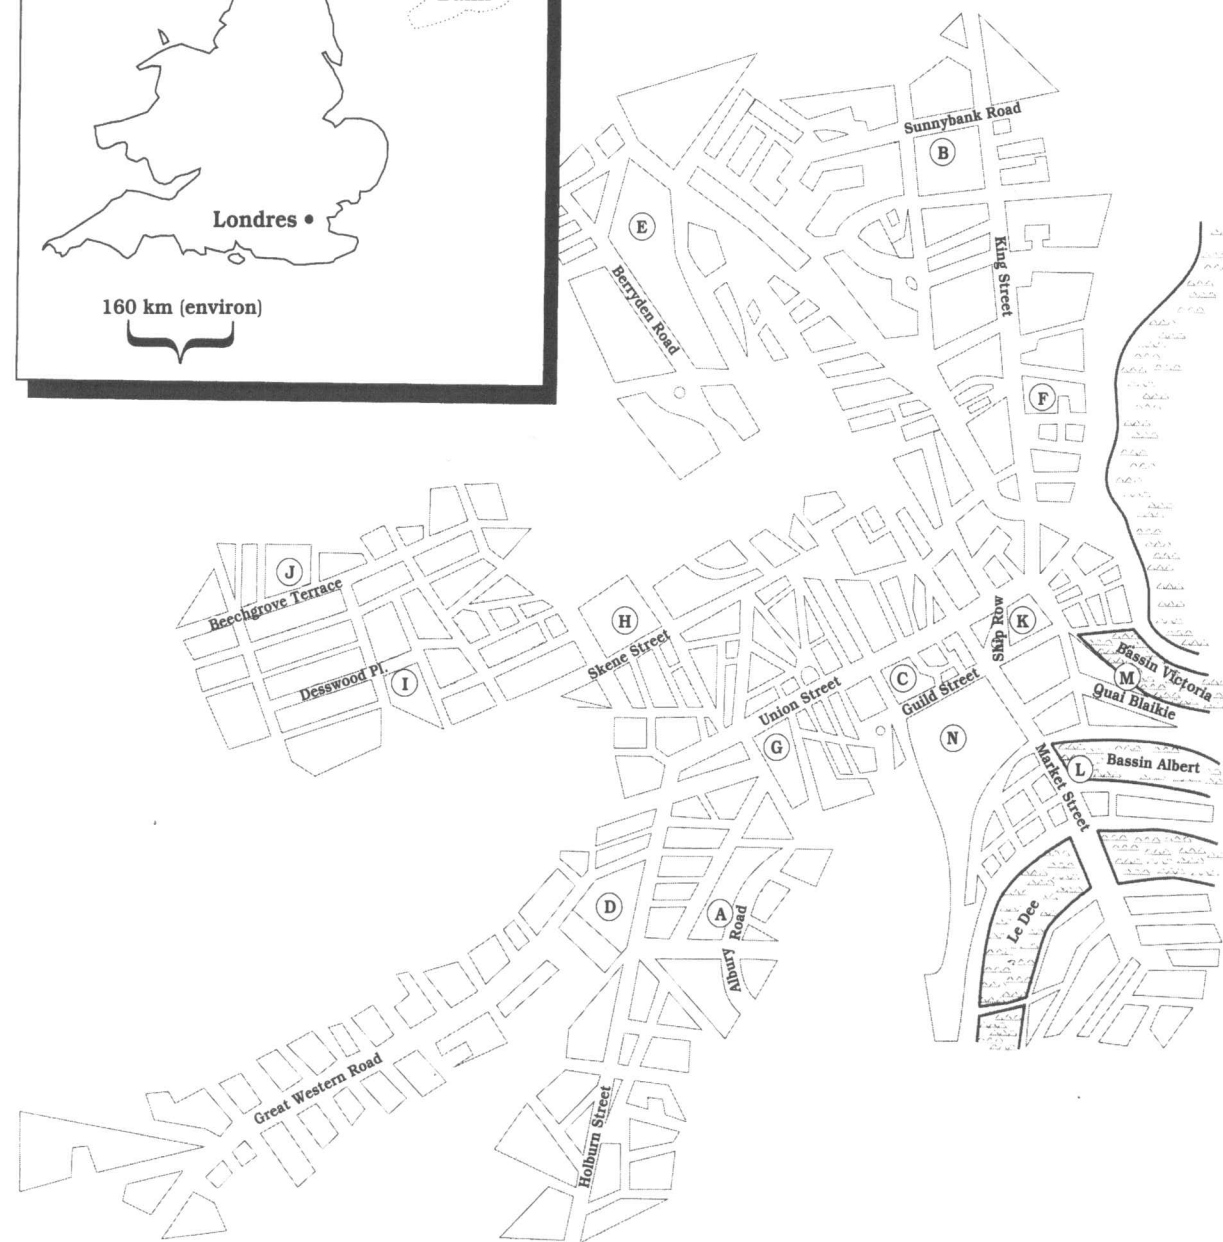 Londres
160 km (environ)
Sunnybank Road
B
E
King Street
Berryden Road
F
J
Beechgrove Terrace
H
Skene Street
Ship Row
K
Desswood Pl.
I
Union Street
C
Guild Street
Bassin Victoria
M
Quai Blaikie
G
N
Market Street
L
Bassin Albert
D
A
Albury Road
Le Dee
Great Western Road
Holburn Street